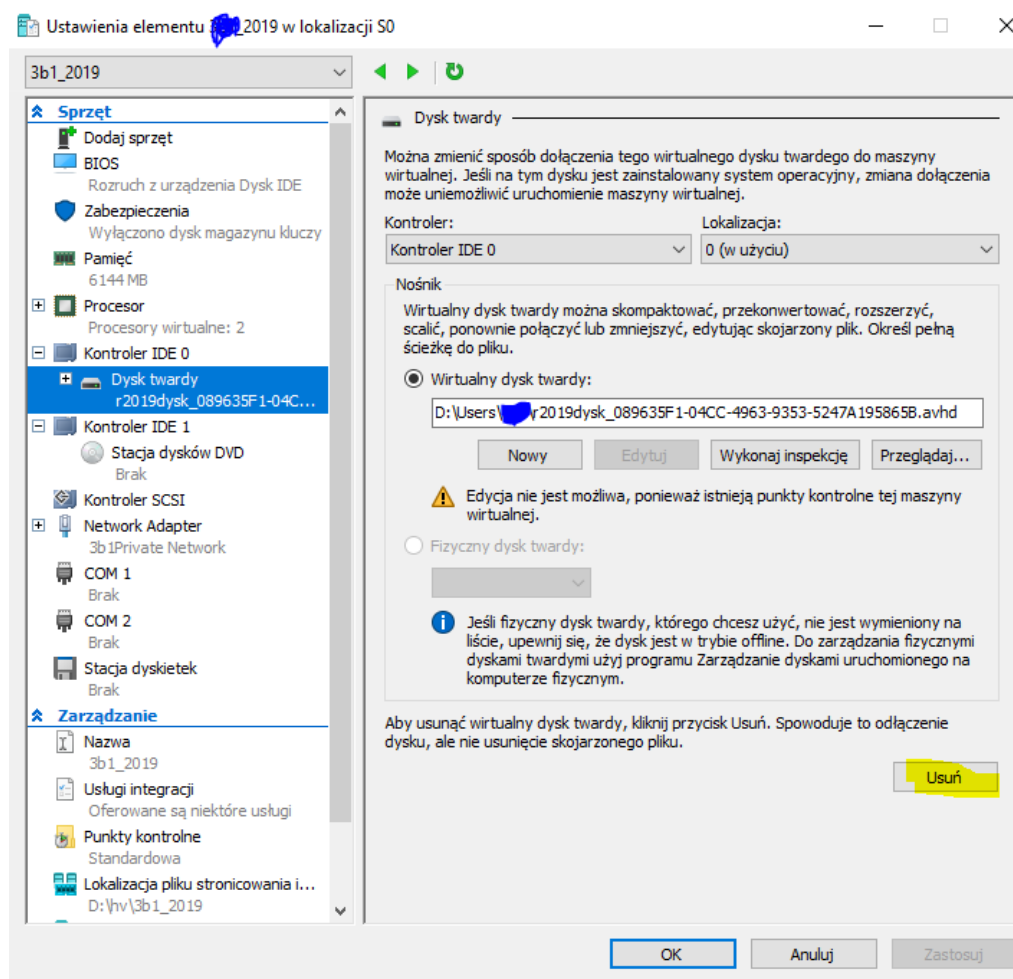 Ustawienia elementu _2019 w lokalizacji S0
3b1_2019
Sprzęt
Dodaj sprzęt
BIOS
Rozruch z urządzenia Dysk IDE
Zabezpieczenia
Wyłączono dysk magazynu kluczy
Pamięć
6144 MB
Procesor
Procesory wirtualne: 2
Kontroler IDE 0
Dysk twardy
r2019dysk_089635F1-04C...
Kontroler IDE 1
Stacja dysków DVD
Brak
Kontroler SCSI
Network Adapter
3b1Private Network
COM 1
Brak
COM 2
Brak
Stacja dyskietek
Brak
Zarządzanie
Nazwa
3b1_2019
Usługi integracji
Oferowane są niektóre usługi
Punkty kontrolne
Standardowa
Lokalizacja pliku stronicowania i...
D:\hv\3b1_2019
Dysk twardy
Można zmienić sposób dołączenia tego wirtualnego dysku twardego do maszyny
wirtualnej. Jeśli na tym dysku jest zainstalowany system operacyjny, zmiana dołączenia
może uniemożliwić uruchomienie maszyny wirtualnej.
Kontroler: Lokalizacja:
Kontroler IDE 0 0 (w użyciu)
Nośnik
Wirtualny dysk twardy można skompaktować, przekonwertować, rozszerzyć,
scalić, ponownie połączyć lub zmniejszyć, edytując skojarzony plik. Określ pełną
ścieżkę do pliku.
Wirtualny dysk twardy:
D:\Users\ r2019dysk_089635F1-04CC-4963-9353-5247A195865B.avhd
Nowy Edytuj Wykonaj inspekcję Przeglądaj...
Edycja nie jest możliwa, ponieważ istnieją punkty kontrolne tej maszyny
wirtualnej.
Fizyczny dysk twardy:
Jeśli fizyczny dysk twardy, którego chcesz użyć, nie jest wymieniony na
liście, upewnij się, że dysk jest w trybie offline. Do zarządzania fizycznymi
dyskami twardymi użyj programu Zarządzanie dyskami uruchomionego na
komputerze fizycznym.
Aby usunąć wirtualny dysk twardy, kliknij przycisk Usuń. Spowoduje to odłączenie
dysku, ale nie usunięcie skojarzonego pliku.
Usuń
OK Anuluj Zastosuj